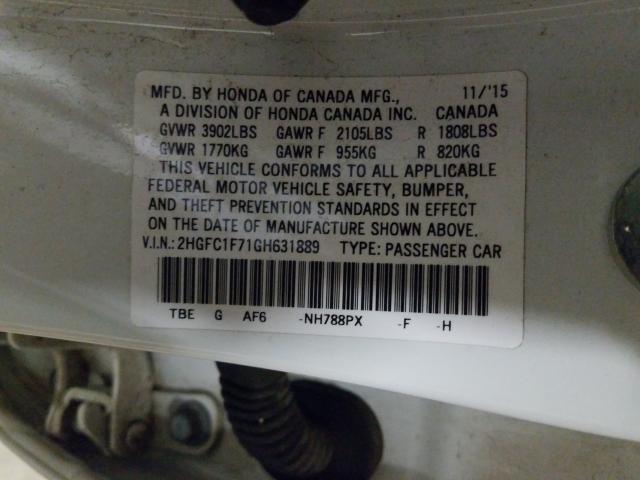 MFD. BY HONDA OF CANADA MFG., 11/'15
A DIVISION OF HONDA CANADA INC. CANADA
GVWR 3902LBS GAWR F 2105LBS R 1808LBS
GVWR 1770KG GAWR F 955KG R 820KG
THIS VEHICLE CONFORMS TO ALL APPLICABLE
FEDERAL MOTOR VEHICLE SAFETY, BUMPER,
AND THEFT PREVENTION STANDARDS IN EFFECT
ON THE DATE OF MANUFACTURE SHOWN ABOVE.
V.I.N.: 2HGFC1F71GH631889 TYPE: PASSENGER CAR
TBE G AF6 -NH788PX -F -H